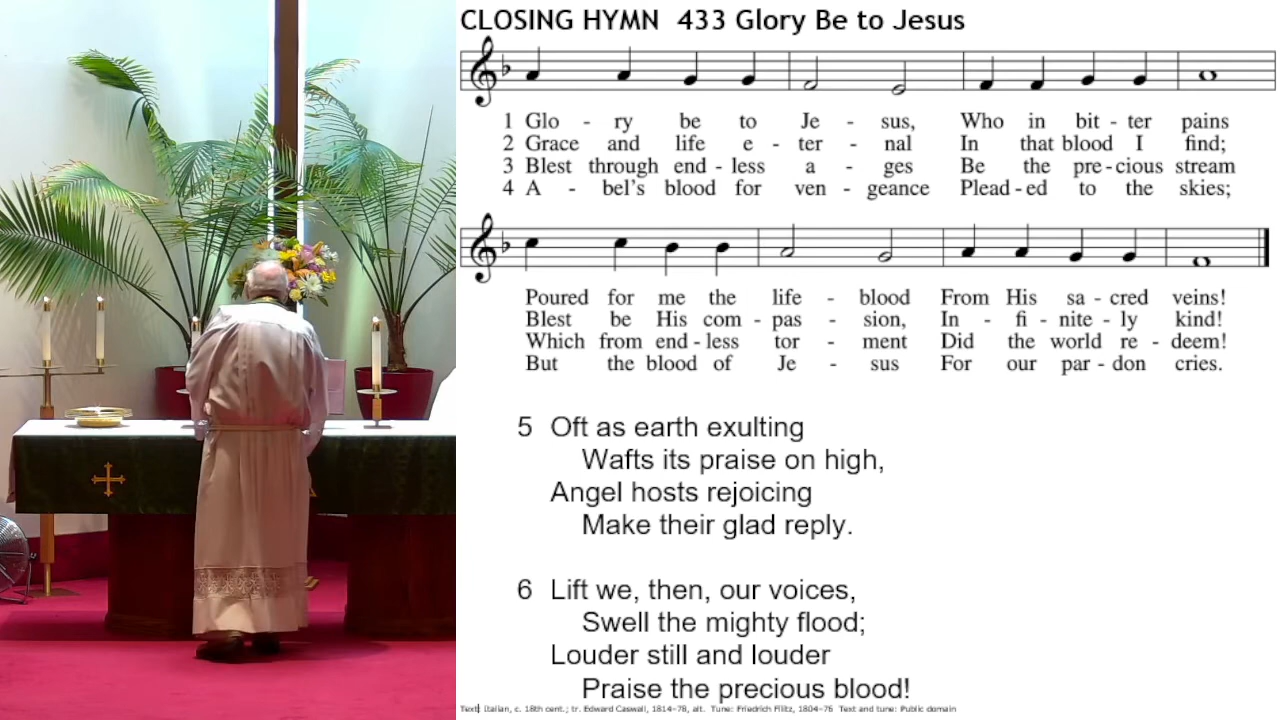 CLOSING HYMN 433 Glory Be to Jesus
1 Glo - ry be to Je - sus, Who in bit - ter pains
2 Grace and life e - ter - nal In that blood I find;
3 Blest through end - less a - ges Be the pre - cious stream
4 A - bel's blood for ven - geance Plead - ed to the skies;
Poured for me the life - blood From His sa - cred veins!
Blest be His com - pas - sion, In - fi - nite - ly kind!
Which from end - less tor - ment Did the world re - deem!
But the blood of Je - sus For our par - don cries.
5 Oft as earth exulting
Wafts its praise on high,
Angel hosts rejoicing
Make their glad reply.
6 Lift we, then, our voices,
Swell the mighty flood;
Louder still and louder
Praise the precious blood!
Text: Italian, c. 18th cent.; tr. Edward Caswall, 1814–78, alt. Tune: Friedrich Filitz, 1804–76 Text and tune: Public domain